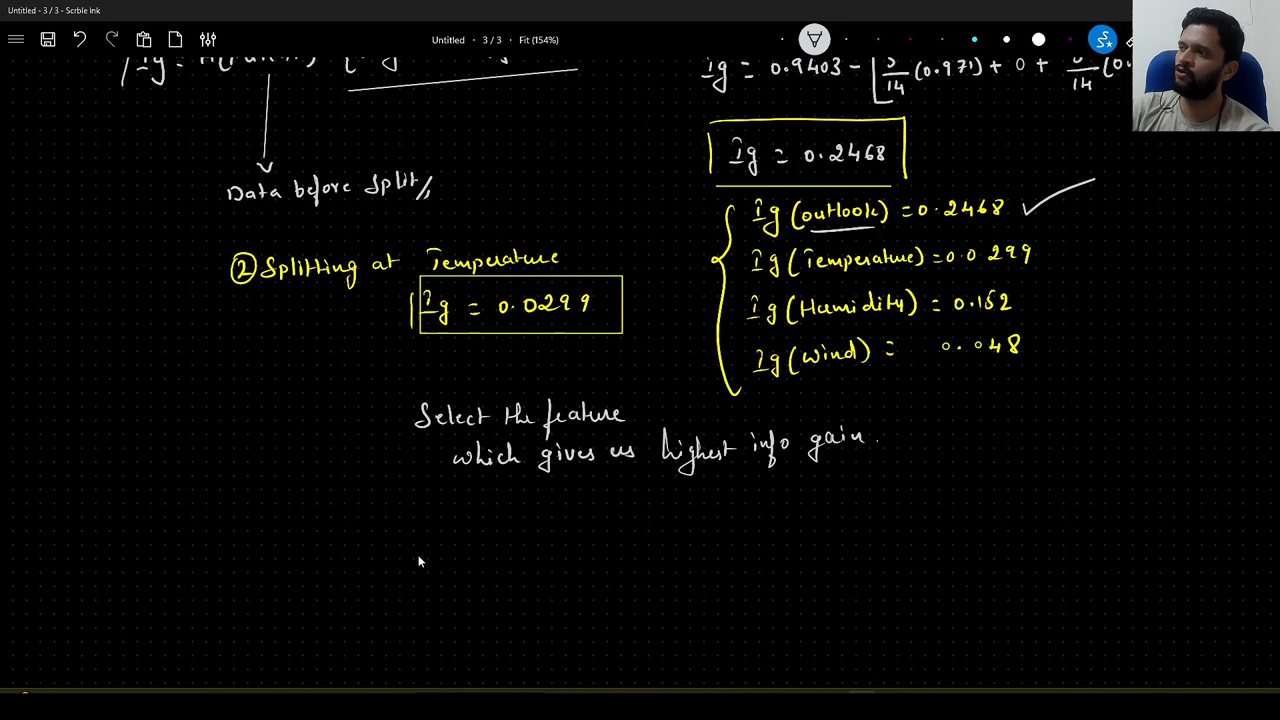 Untitled - 3 / 3 - Scrble Ink
Untitled · 3 / 3 · Fit (154%)
Ig = 0.9403 - [5/14 (0.971) + 0 +
Data before split
Ig = 0.2468
Ig (outlook) = 0.2468
② Splitting at Temperature
Ig (Temperature) = 0.0299
Ig = 0.0299
Ig (Humidity) = 0.152
Ig (wind) = 0.048
Select the feature
which gives us highest info gain.